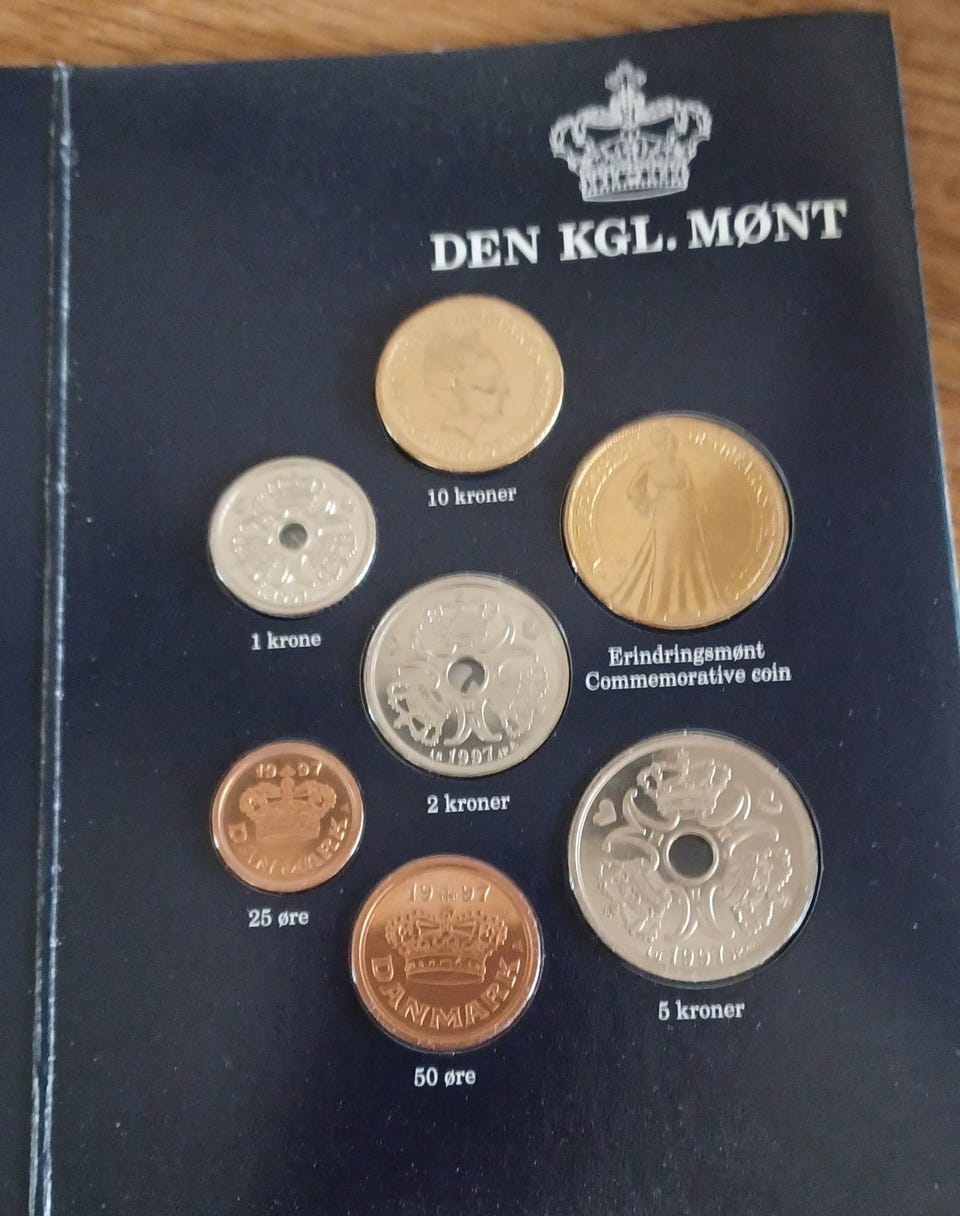 DEN KGL. MØNT
10 kroner
1 krone
Erindringsmønt
Commemorative coin
1997
2 kroner
1997
DANMARK
25 øre
1997
DANMARK
50 øre
1997
5 kroner